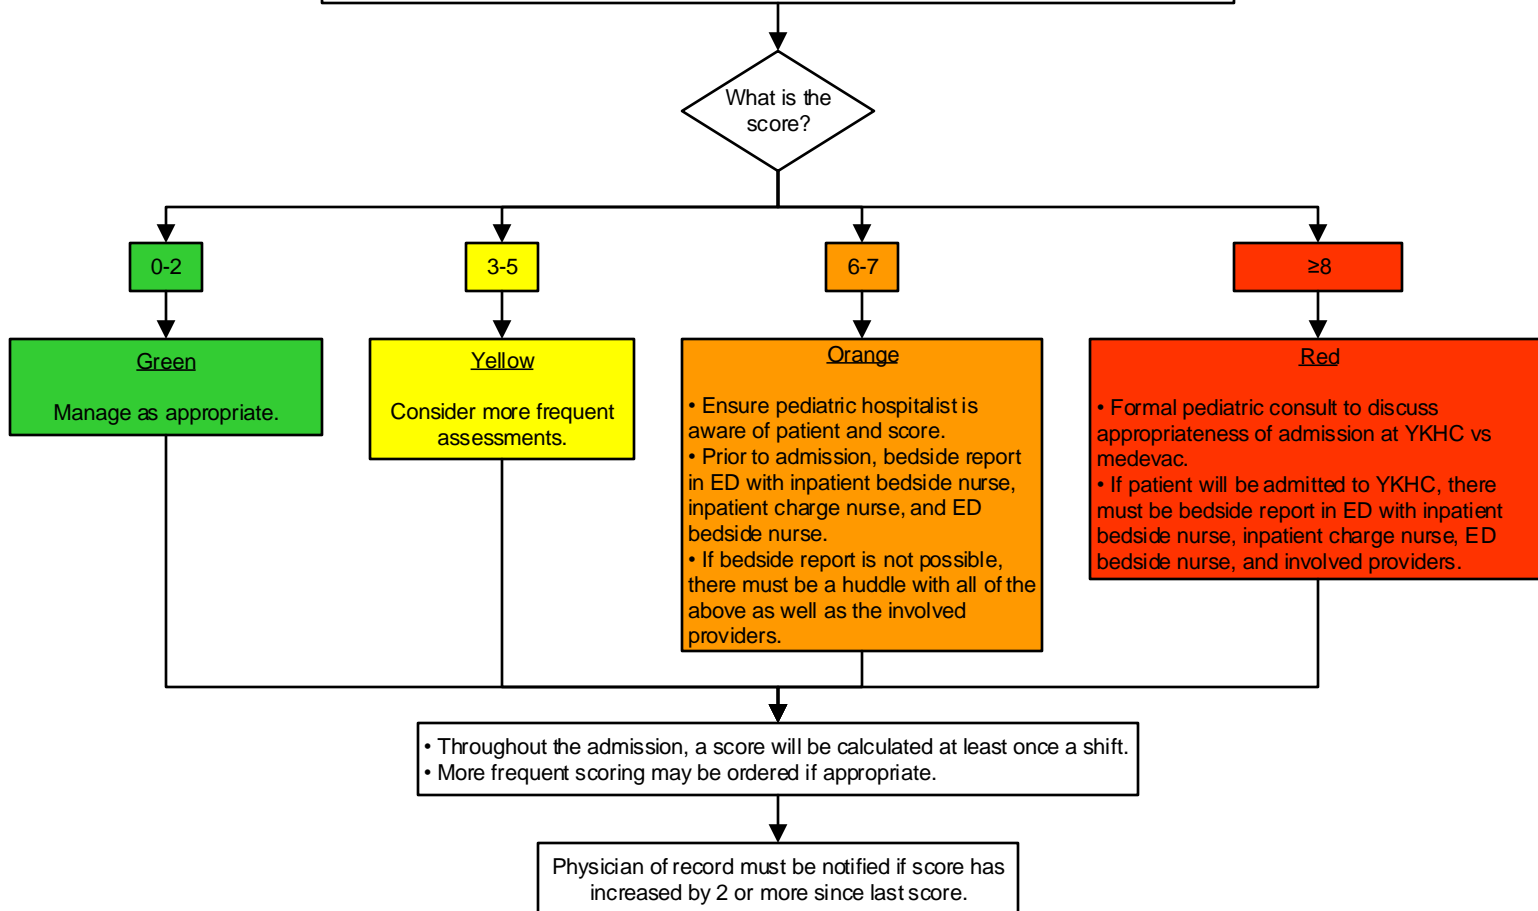 What is the
score?
0-2
3-5
6-7
≥8
Green
Manage as appropriate.
Yellow
Consider more frequent
assessments.
Orange
• Ensure pediatric hospitalist is
aware of patient and score.
• Prior to admission, bedside report
in ED with inpatient bedside nurse,
inpatient charge nurse, and ED
bedside nurse.
• If bedside report is not possible,
there must be a huddle with all of the
above as well as the involved
providers.
Red
• Formal pediatric consult to discuss
appropriateness of admission at YKHC vs
medevac.
• If patient will be admitted to YKHC, there
must be bedside report in ED with inpatient
bedside nurse, inpatient charge nurse, ED
bedside nurse, and involved providers.
• Throughout the admission, a score will be calculated at least once a shift.
• More frequent scoring may be ordered if appropriate.
Physician of record must be notified if score has
increased by 2 or more since last score.